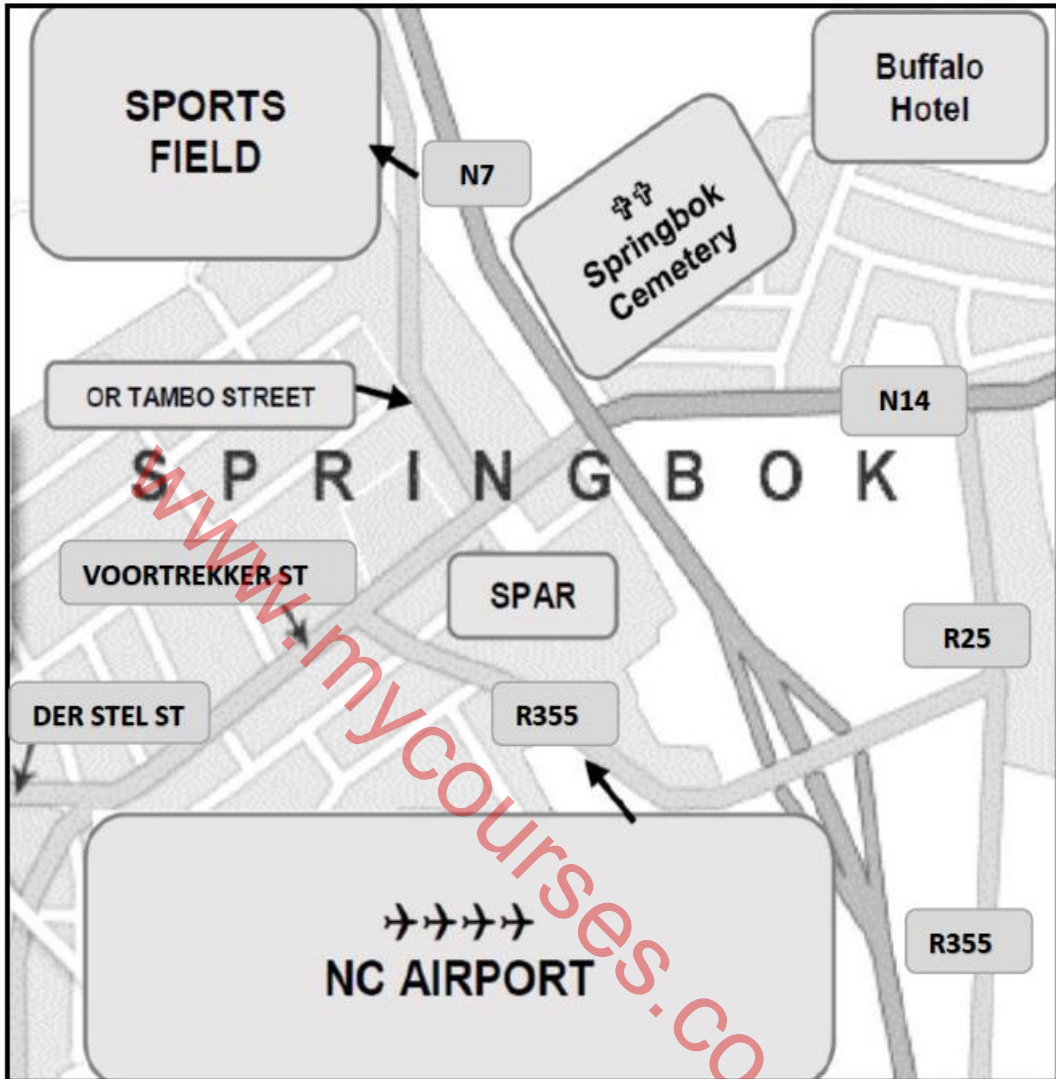 SPORTS
FIELD
Buffalo
Hotel
N7
✞✞
Springbok
Cemetery
OR TAMBO STREET
N14
SPRINGBOK
VOORTREKKER ST
SPAR
R25
DER STEL ST
R355
NC AIRPORT
R355
www.mycourses.co